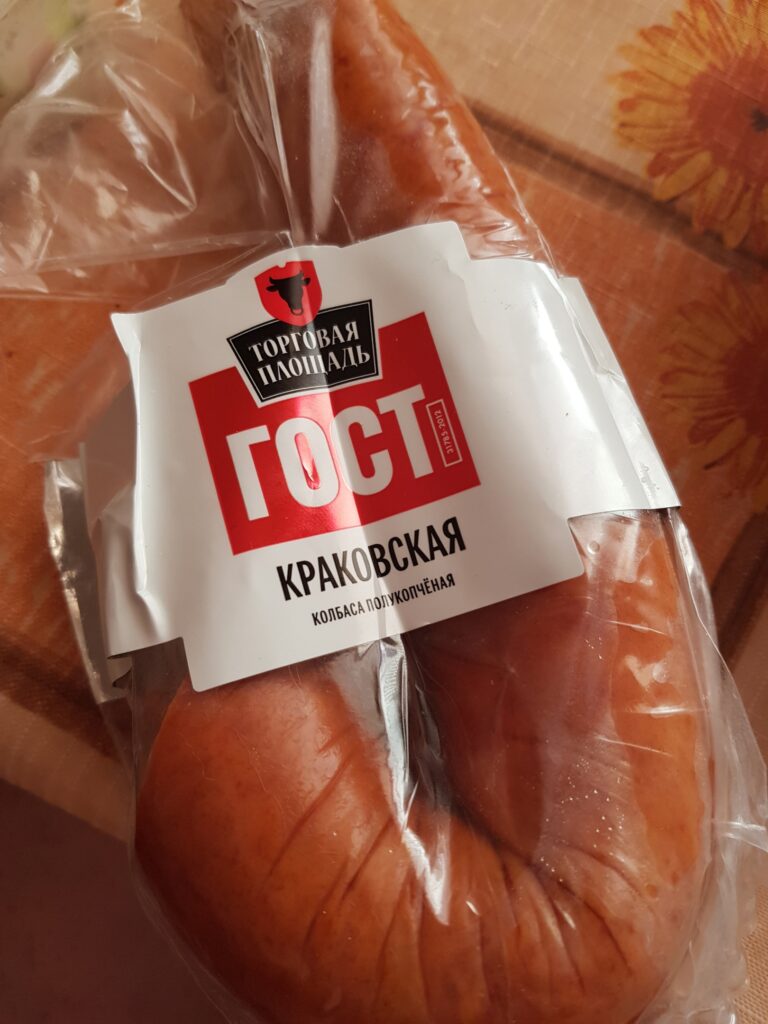 ТОРГОВАЯ
ПЛОЩАДЬ
ГОСТ
31785-2012
КРАКОВСКАЯ
КОЛБАСА ПОЛУКОПЧЁНАЯ